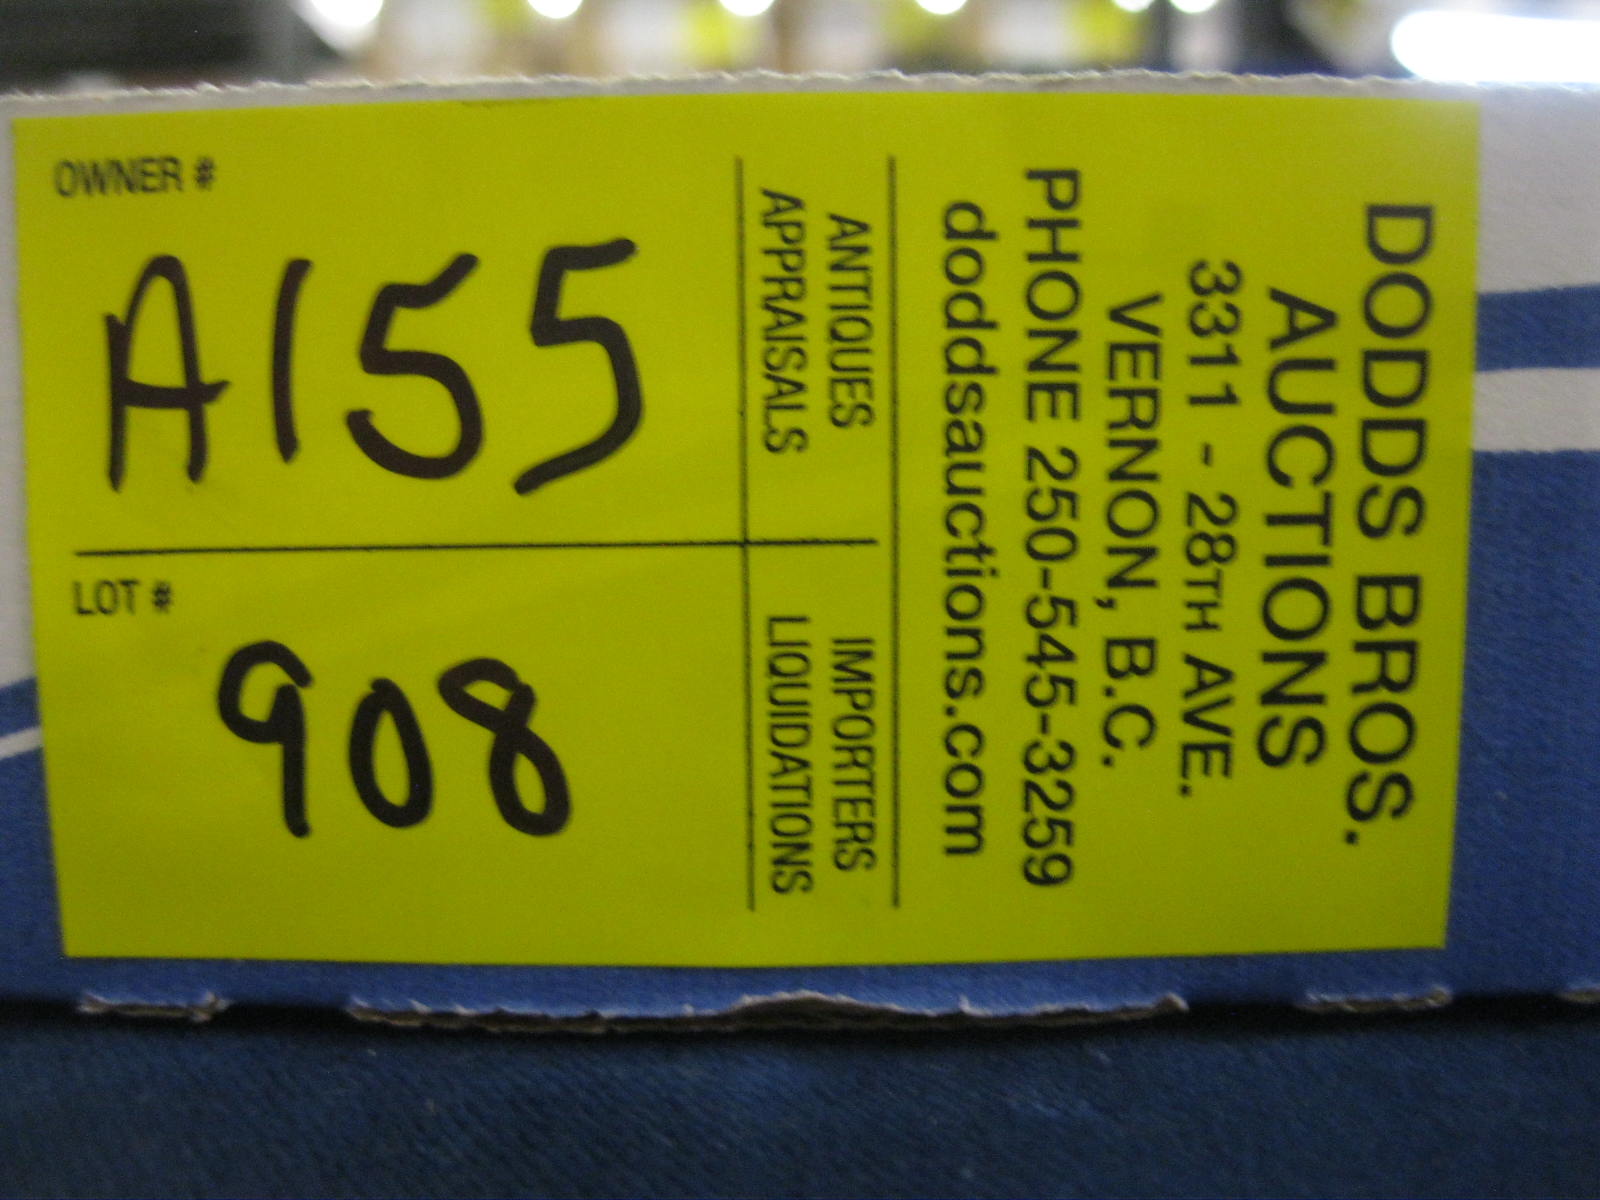 OWNER #
A155
LOT #
908
ANTIQUES
APPRAISALS
IMPORTERS
LIQUIDATIONS
DODDS BROS.
AUCTIONS
3311 - 28TH AVE.
VERNON, B.C.
PHONE 250-545-3259
doddsauctions.com